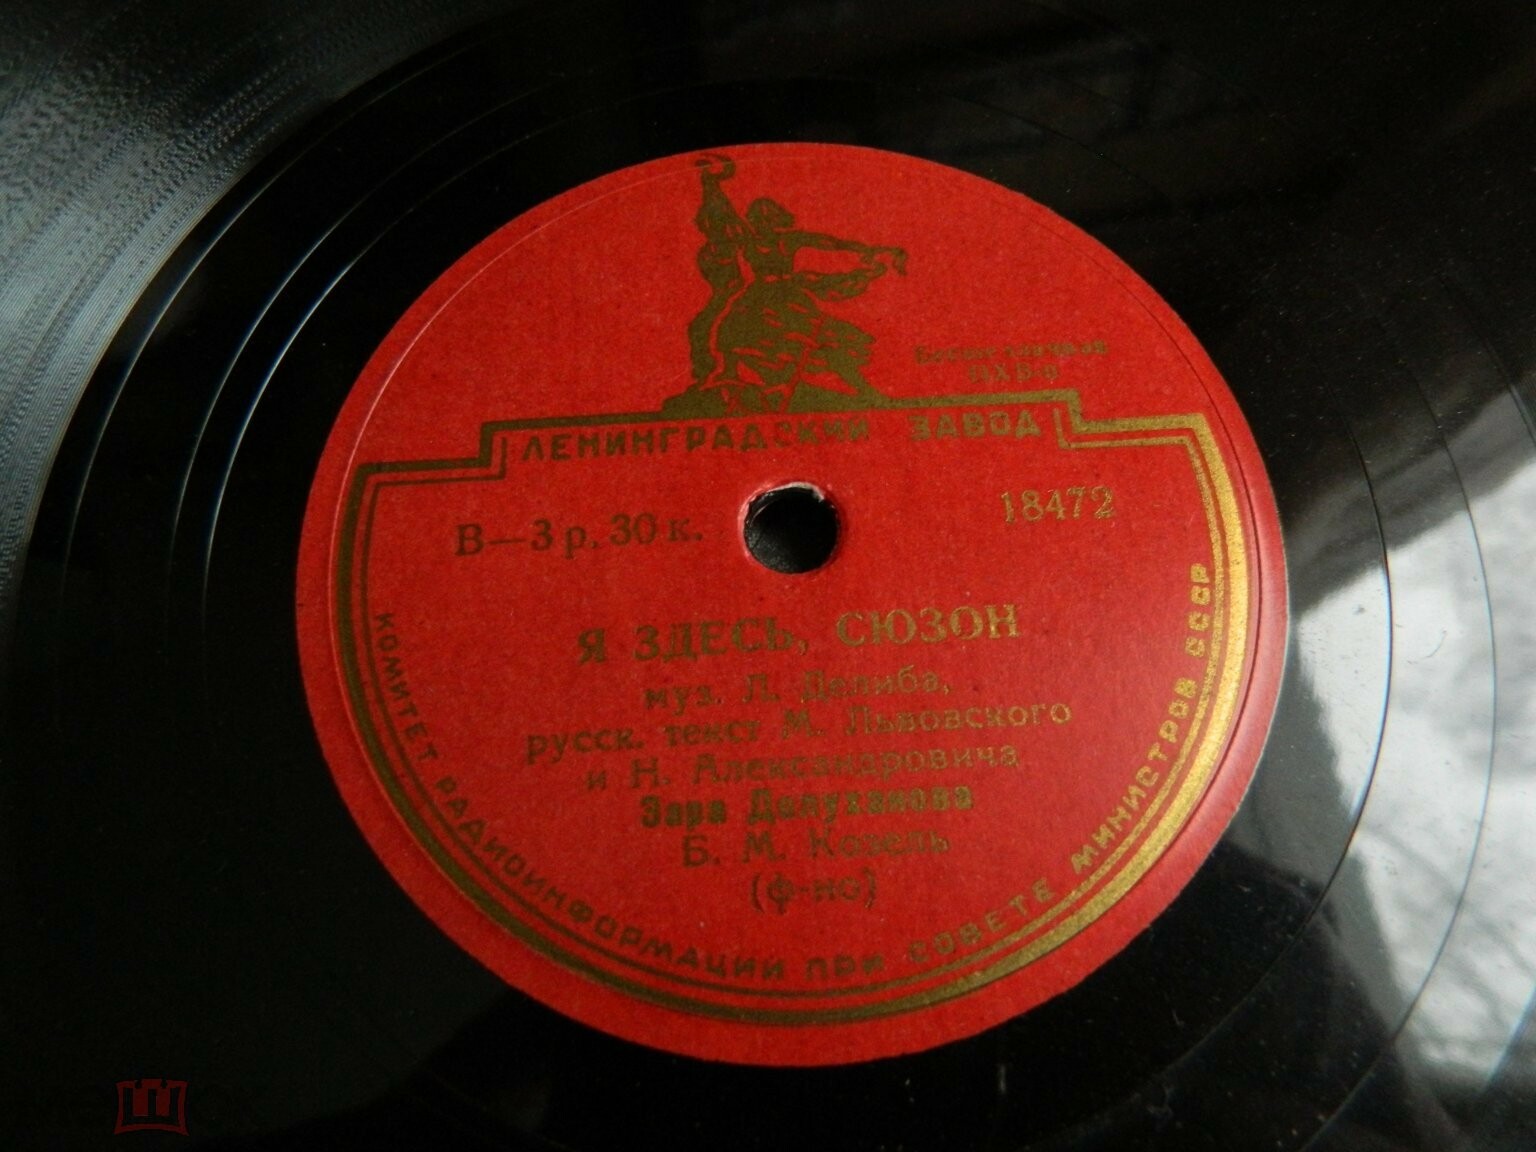 ЛЕНИНГРАДСКИЙ ЗАВОД
В—3 р. 30 к.
18472
Я ЗДЕСЬ, СЮЗОН
муз. Л. Делиба,
русск. текст М. Львовского
и Н. Александровича
Зара Долуханова
Б. М. Козель
(ф-но)
КОМИТЕТ РАДИОИНФОРМАЦИИ ПРИ СОВЕТЕ МИНИСТРОВ СССР